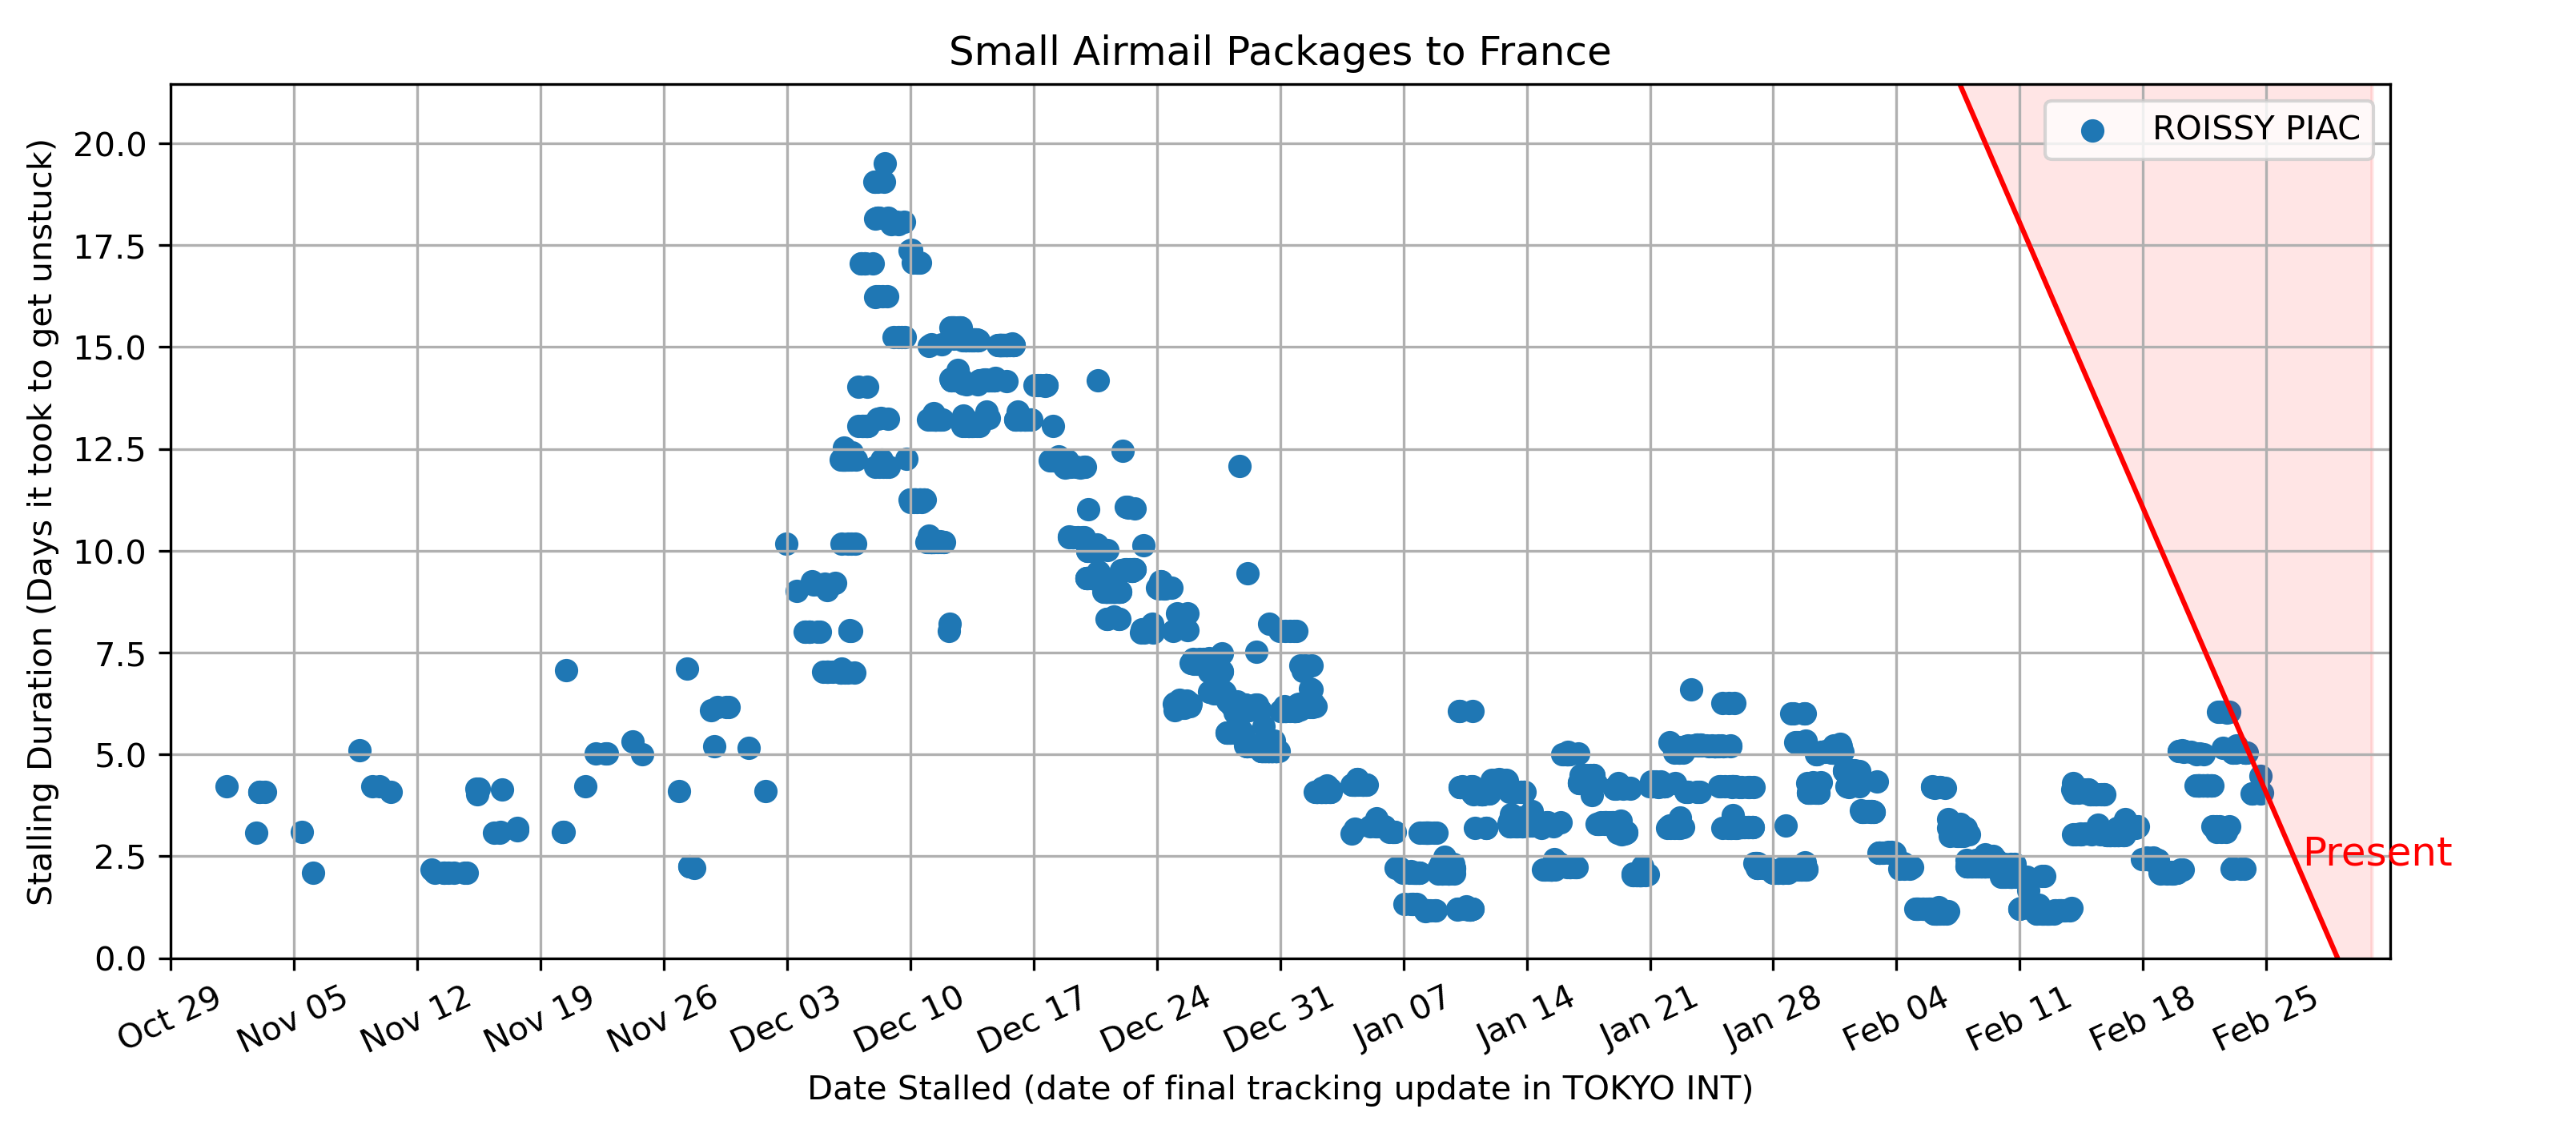 Small Airmail Packages to France
ROISSY PIAC
Stalling Duration (Days it took to get unstuck)
20.0
17.5
15.0
12.5
10.0
7.5
5.0
2.5
0.0
Present
Oct 29 Nov 05 Nov 12 Nov 19 Nov 26 Dec 03 Dec 10 Dec 17 Dec 24 Dec 31 Jan 07 Jan 14 Jan 21 Jan 28 Feb 04 Feb 11 Feb 18 Feb 25
Date Stalled (date of final tracking update in TOKYO INT)